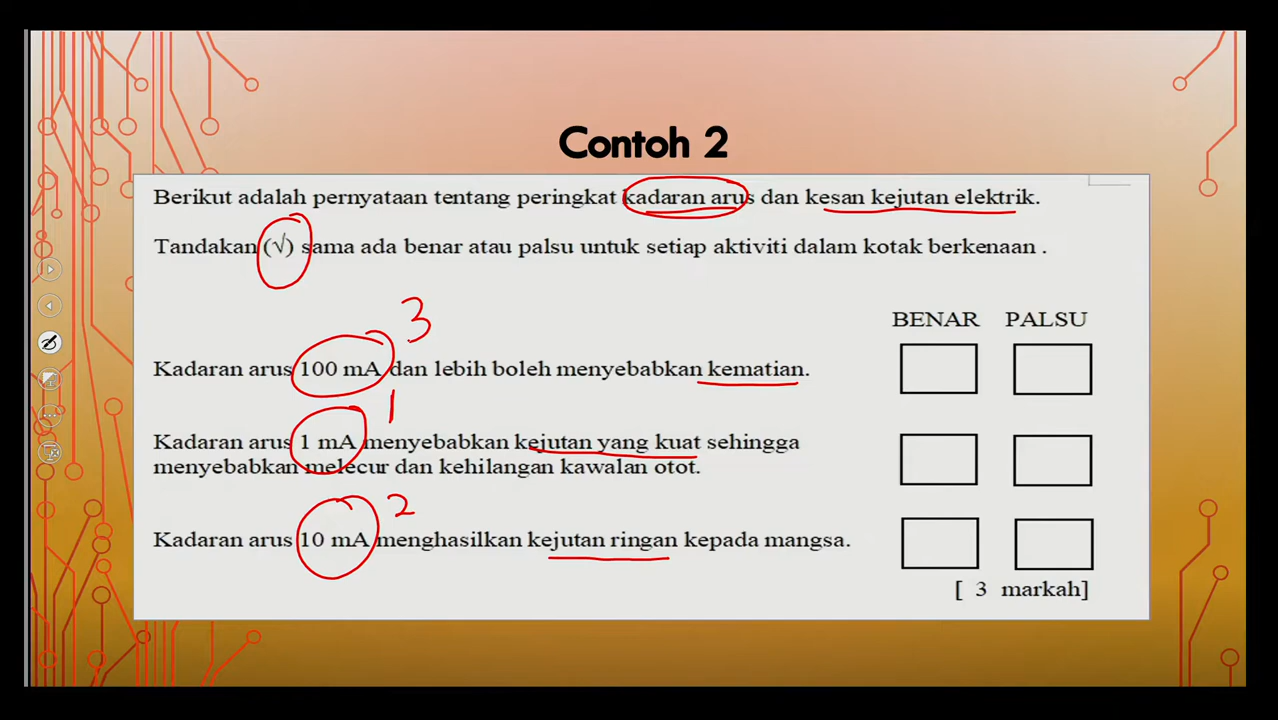 Contoh 2
Berikut adalah pernyataan tentang peringkat kadaran arus dan kesan kejutan elektrik.
Tandakan (√) sama ada benar atau palsu untuk setiap aktiviti dalam kotak berkenaan .
3
BENAR PALSU
Kadaran arus 100 mA dan lebih boleh menyebabkan kematian.
1
Kadaran arus 1 mA menyebabkan kejutan yang kuat sehingga
menyebabkan melecur dan kehilangan kawalan otot.
2
Kadaran arus 10 mA menghasilkan kejutan ringan kepada mangsa.
[ 3 markah]